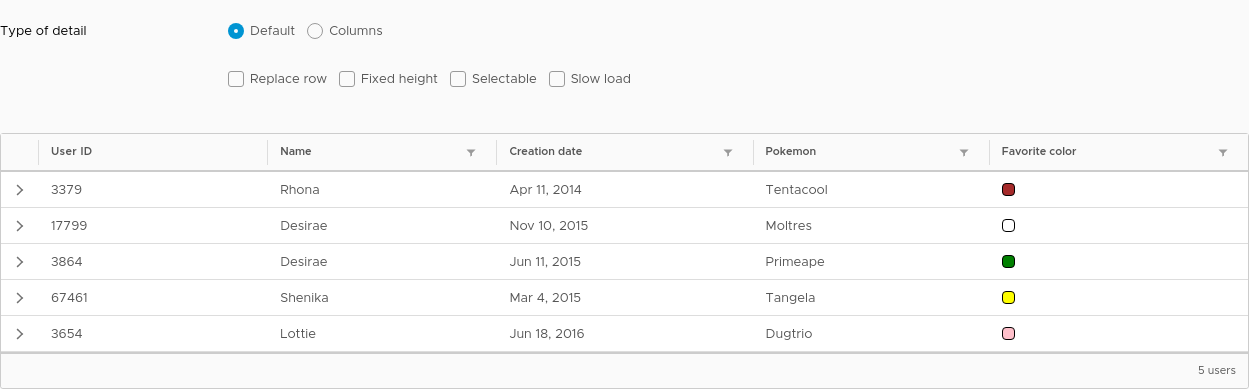 Type of detail Default Columns
Replace row Fixed height Selectable Slow load
User ID Name Creation date Pokemon Favorite color
3379 Rhona Apr 11, 2014 Tentacool
17799 Desirae Nov 10, 2015 Moltres
3864 Desirae Jun 11, 2015 Primeape
67461 Shenika Mar 4, 2015 Tangela
3654 Lottie Jun 18, 2016 Dugtrio
5 users